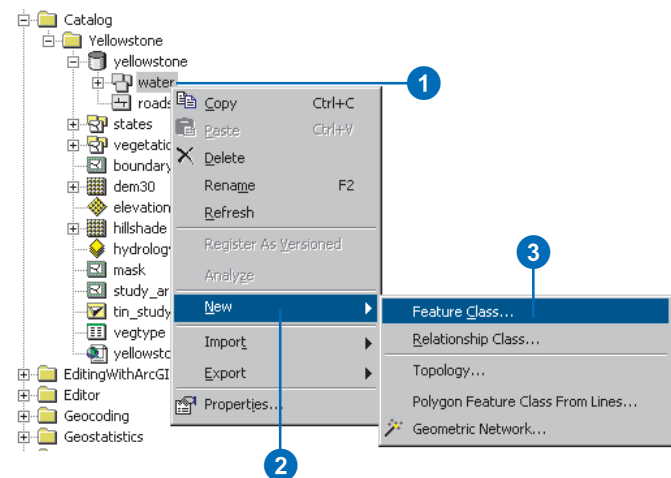 Catalog
Yellowstone
yellowstone
water
roads
states
vegetatio
boundary
dem30
elevation
hillshade
hydrolog
mask
study_ar
tin_study
vegtype
yellowsto
EditingWithArcGI
Editor
Geocoding
Geostatistics
1
Copy Ctrl+C
Paste Ctrl+V
Delete
Rename F2
Refresh
Register As Versioned
Analyze
New
Import
Export
Properties...
2
3
Feature Class...
Relationship Class...
Topology...
Polygon Feature Class From Lines...
Geometric Network...